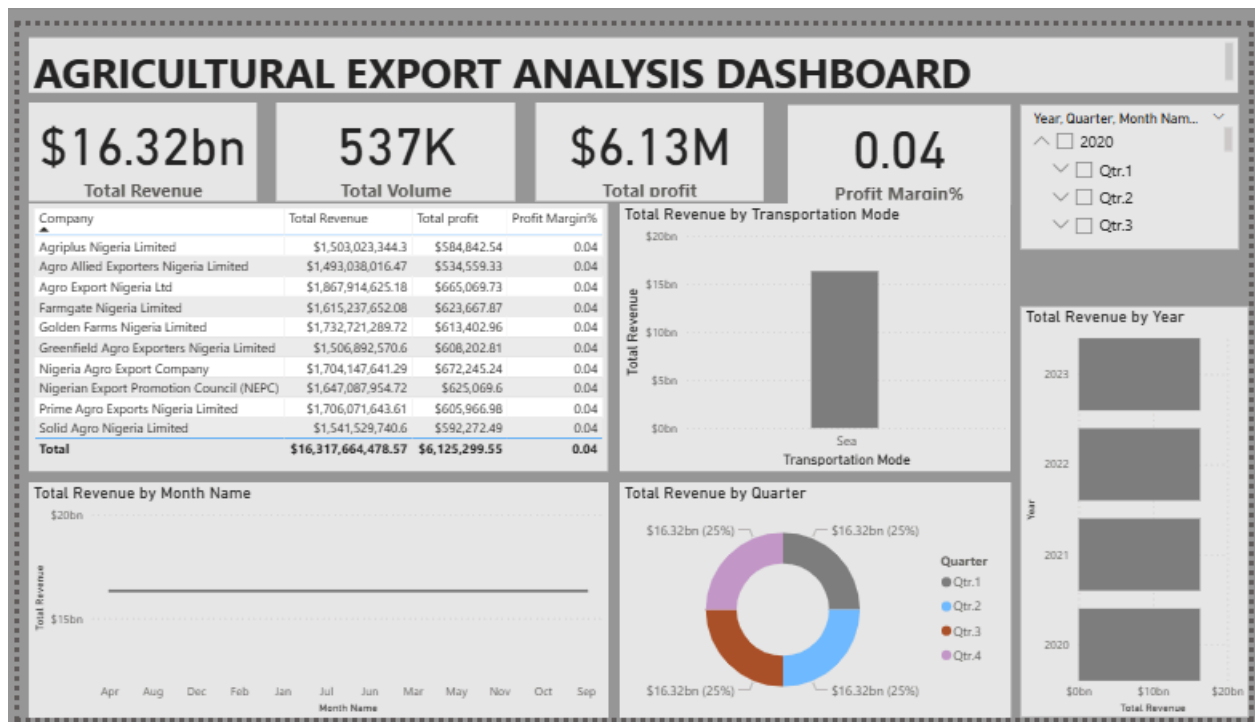 AGRICULTURAL EXPORT ANALYSIS DASHBOARD
$16.32bn
Total Revenue
537K
Total Volume
$6.13M
Total profit
0.04
Profit Margin%
Year, Quarter, Month Nam...
2020
Qtr.1
Qtr.2
Qtr.3
Company Total Revenue Total profit Profit Margin%
Agriplus Nigeria Limited $1,503,023,344.3 $584,842.54 0.04
Agro Allied Exporters Nigeria Limited $1,493,038,016.47 $534,559.33 0.04
Agro Export Nigeria Ltd $1,867,914,625.18 $665,069.73 0.04
Farmgate Nigeria Limited $1,615,237,652.08 $623,667.87 0.04
Golden Farms Nigeria Limited $1,732,721,289.72 $613,402.96 0.04
Greenfield Agro Exporters Nigeria Limited $1,506,892,570.6 $608,202.81 0.04
Nigeria Agro Export Company $1,704,147,641.29 $672,245.24 0.04
Nigerian Export Promotion Council (NEPC) $1,647,087,954.72 $625,069.6 0.04
Prime Agro Exports Nigeria Limited $1,706,071,643.61 $605,966.98 0.04
Solid Agro Nigeria Limited $1,541,529,740.6 $592,272.49 0.04
Total $16,317,664,478.57 $6,125,299.55 0.04
Total Revenue by Transportation Mode
Total Revenue
$20bn
$15bn
$10bn
$5bn
$0bn
Sea
Transportation Mode
Total Revenue by Year
Year
2023
2022
2021
2020
$0bn $10bn $20bn
Total Revenue
Total Revenue by Month Name
Total Revenue
$20bn
$15bn
Apr Aug Dec Feb Jan Jul Jun Mar May Nov Oct Sep
Month Name
Total Revenue by Quarter
$16.32bn (25%) $16.32bn (25%)
$16.32bn (25%) $16.32bn (25%)
Quarter
Qtr.1
Qtr.2
Qtr.3
Qtr.4